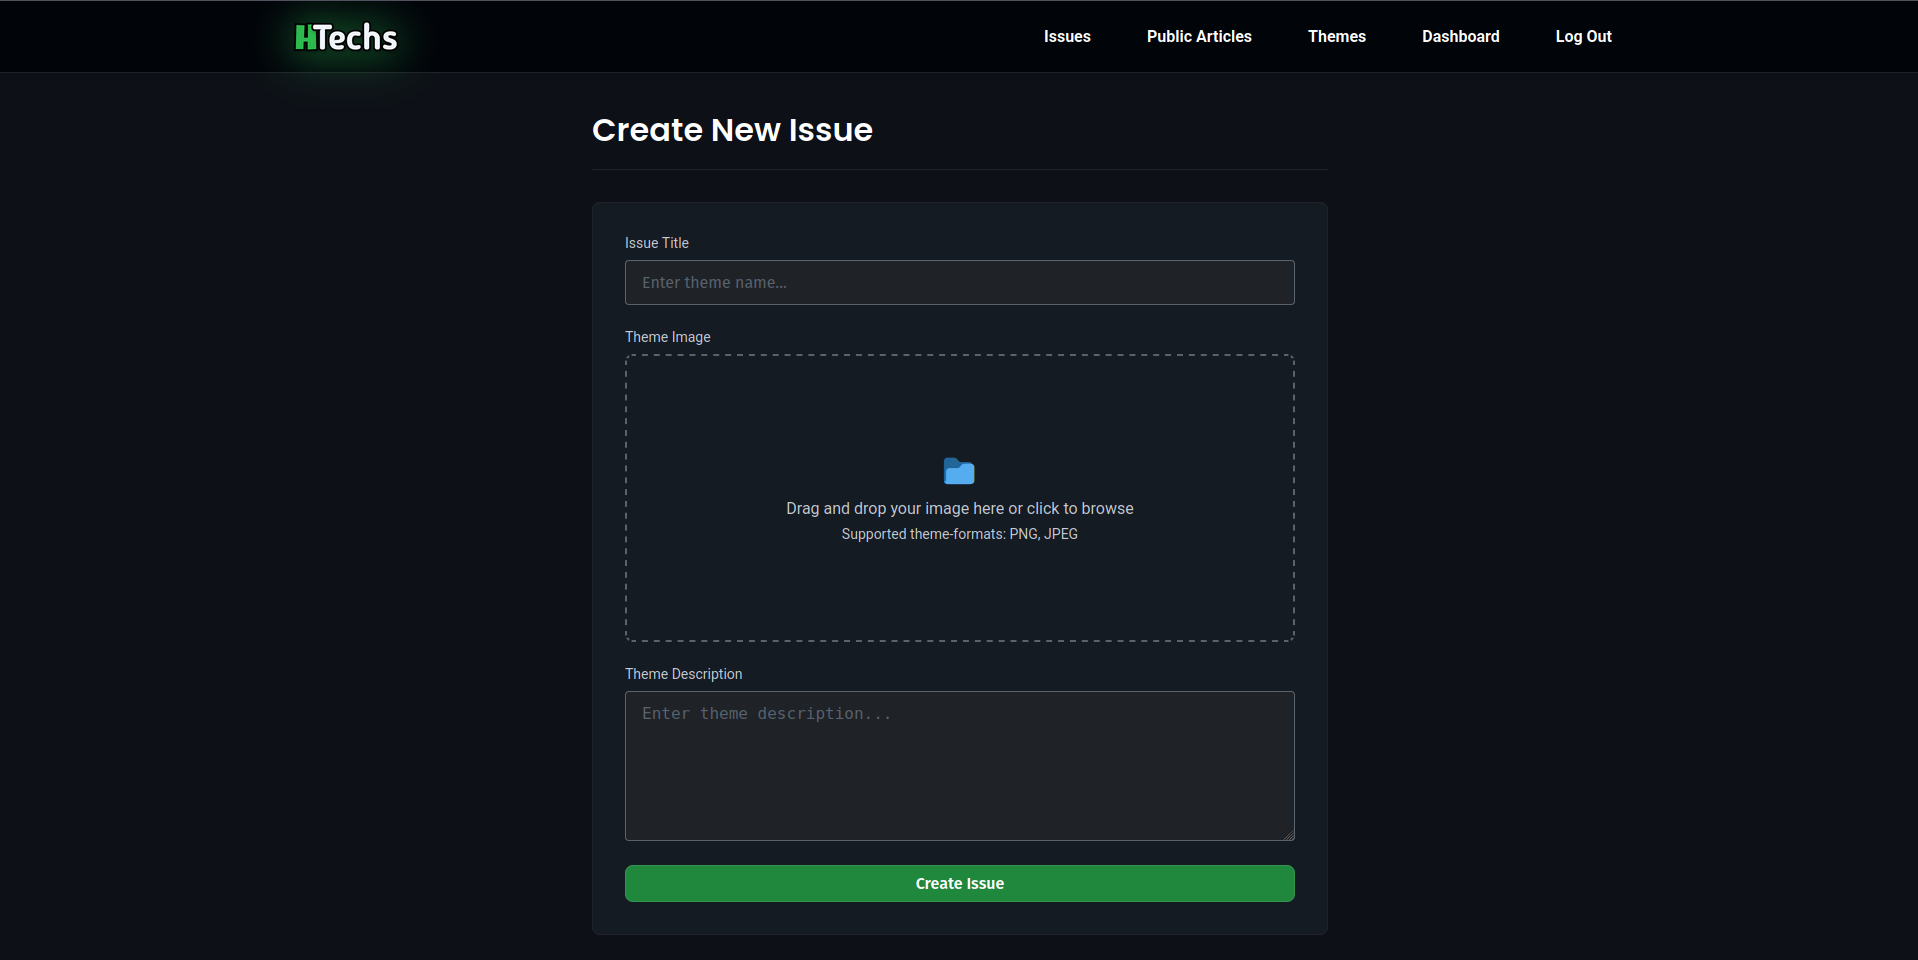 HTechs
Issues
Public Articles
Themes
Dashboard
Log Out
Create New Issue
Issue Title
Enter theme name...
Theme Image
Drag and drop your image here or click to browse
Supported theme-formats: PNG, JPEG
Theme Description
Enter theme description...
Create Issue